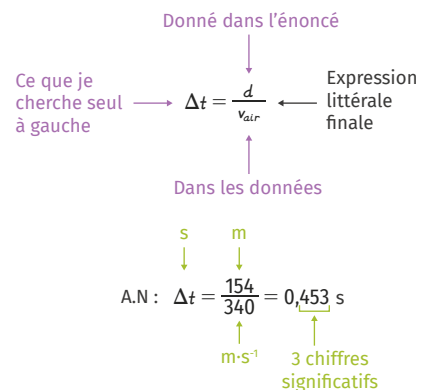 Donné dans l'énoncé
Ce que je
cherche seul
à gauche
Δt = d / v_air
Expression
littérale
finale
Dans les données
s m
A.N : Δt = 154 / 340 = 0,453 s
m·s⁻¹
3 chiffres
significatifs